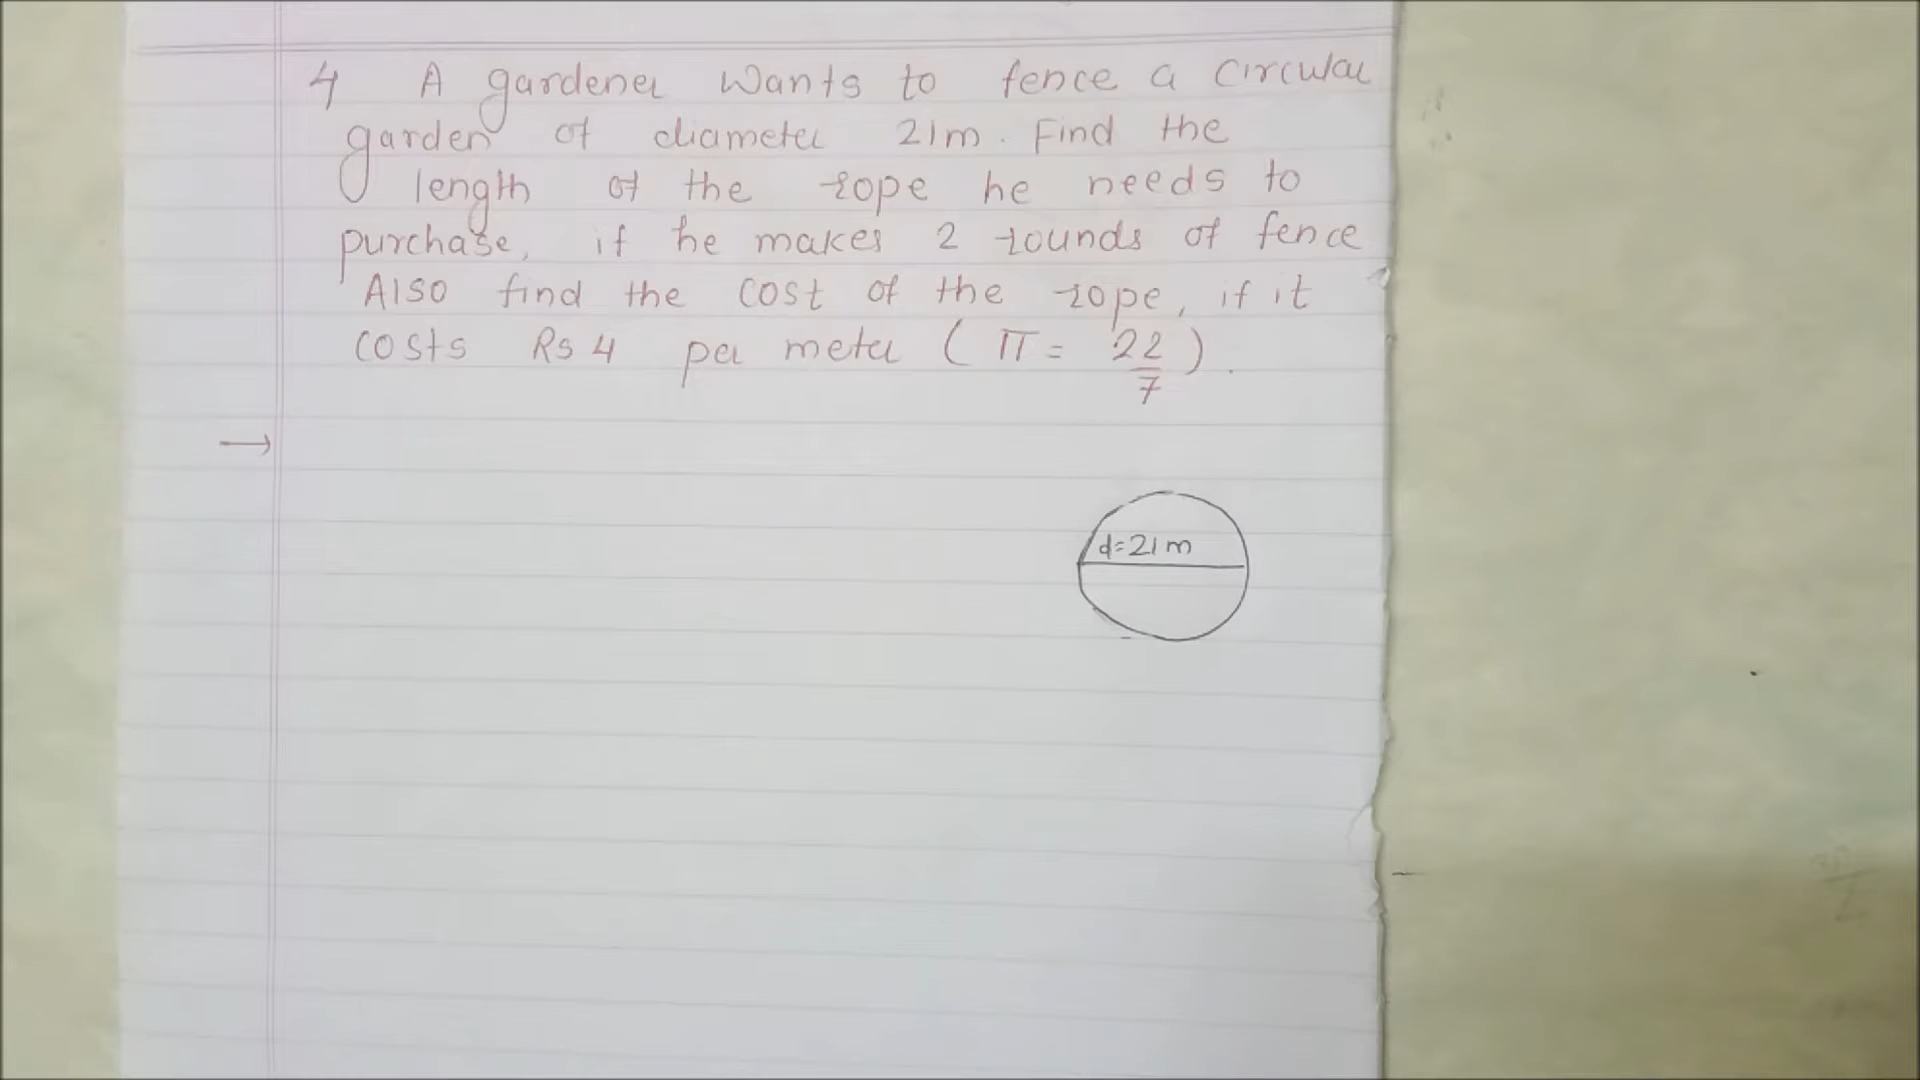 4 A gardener wants to fence a circular
garden of diameter 21m. Find the
length of the rope he needs to
purchase, if he makes 2 rounds of fence
Also find the cost of the rope, if it
costs Rs 4 per meter ( π = 22/7 ).
→
d=21m